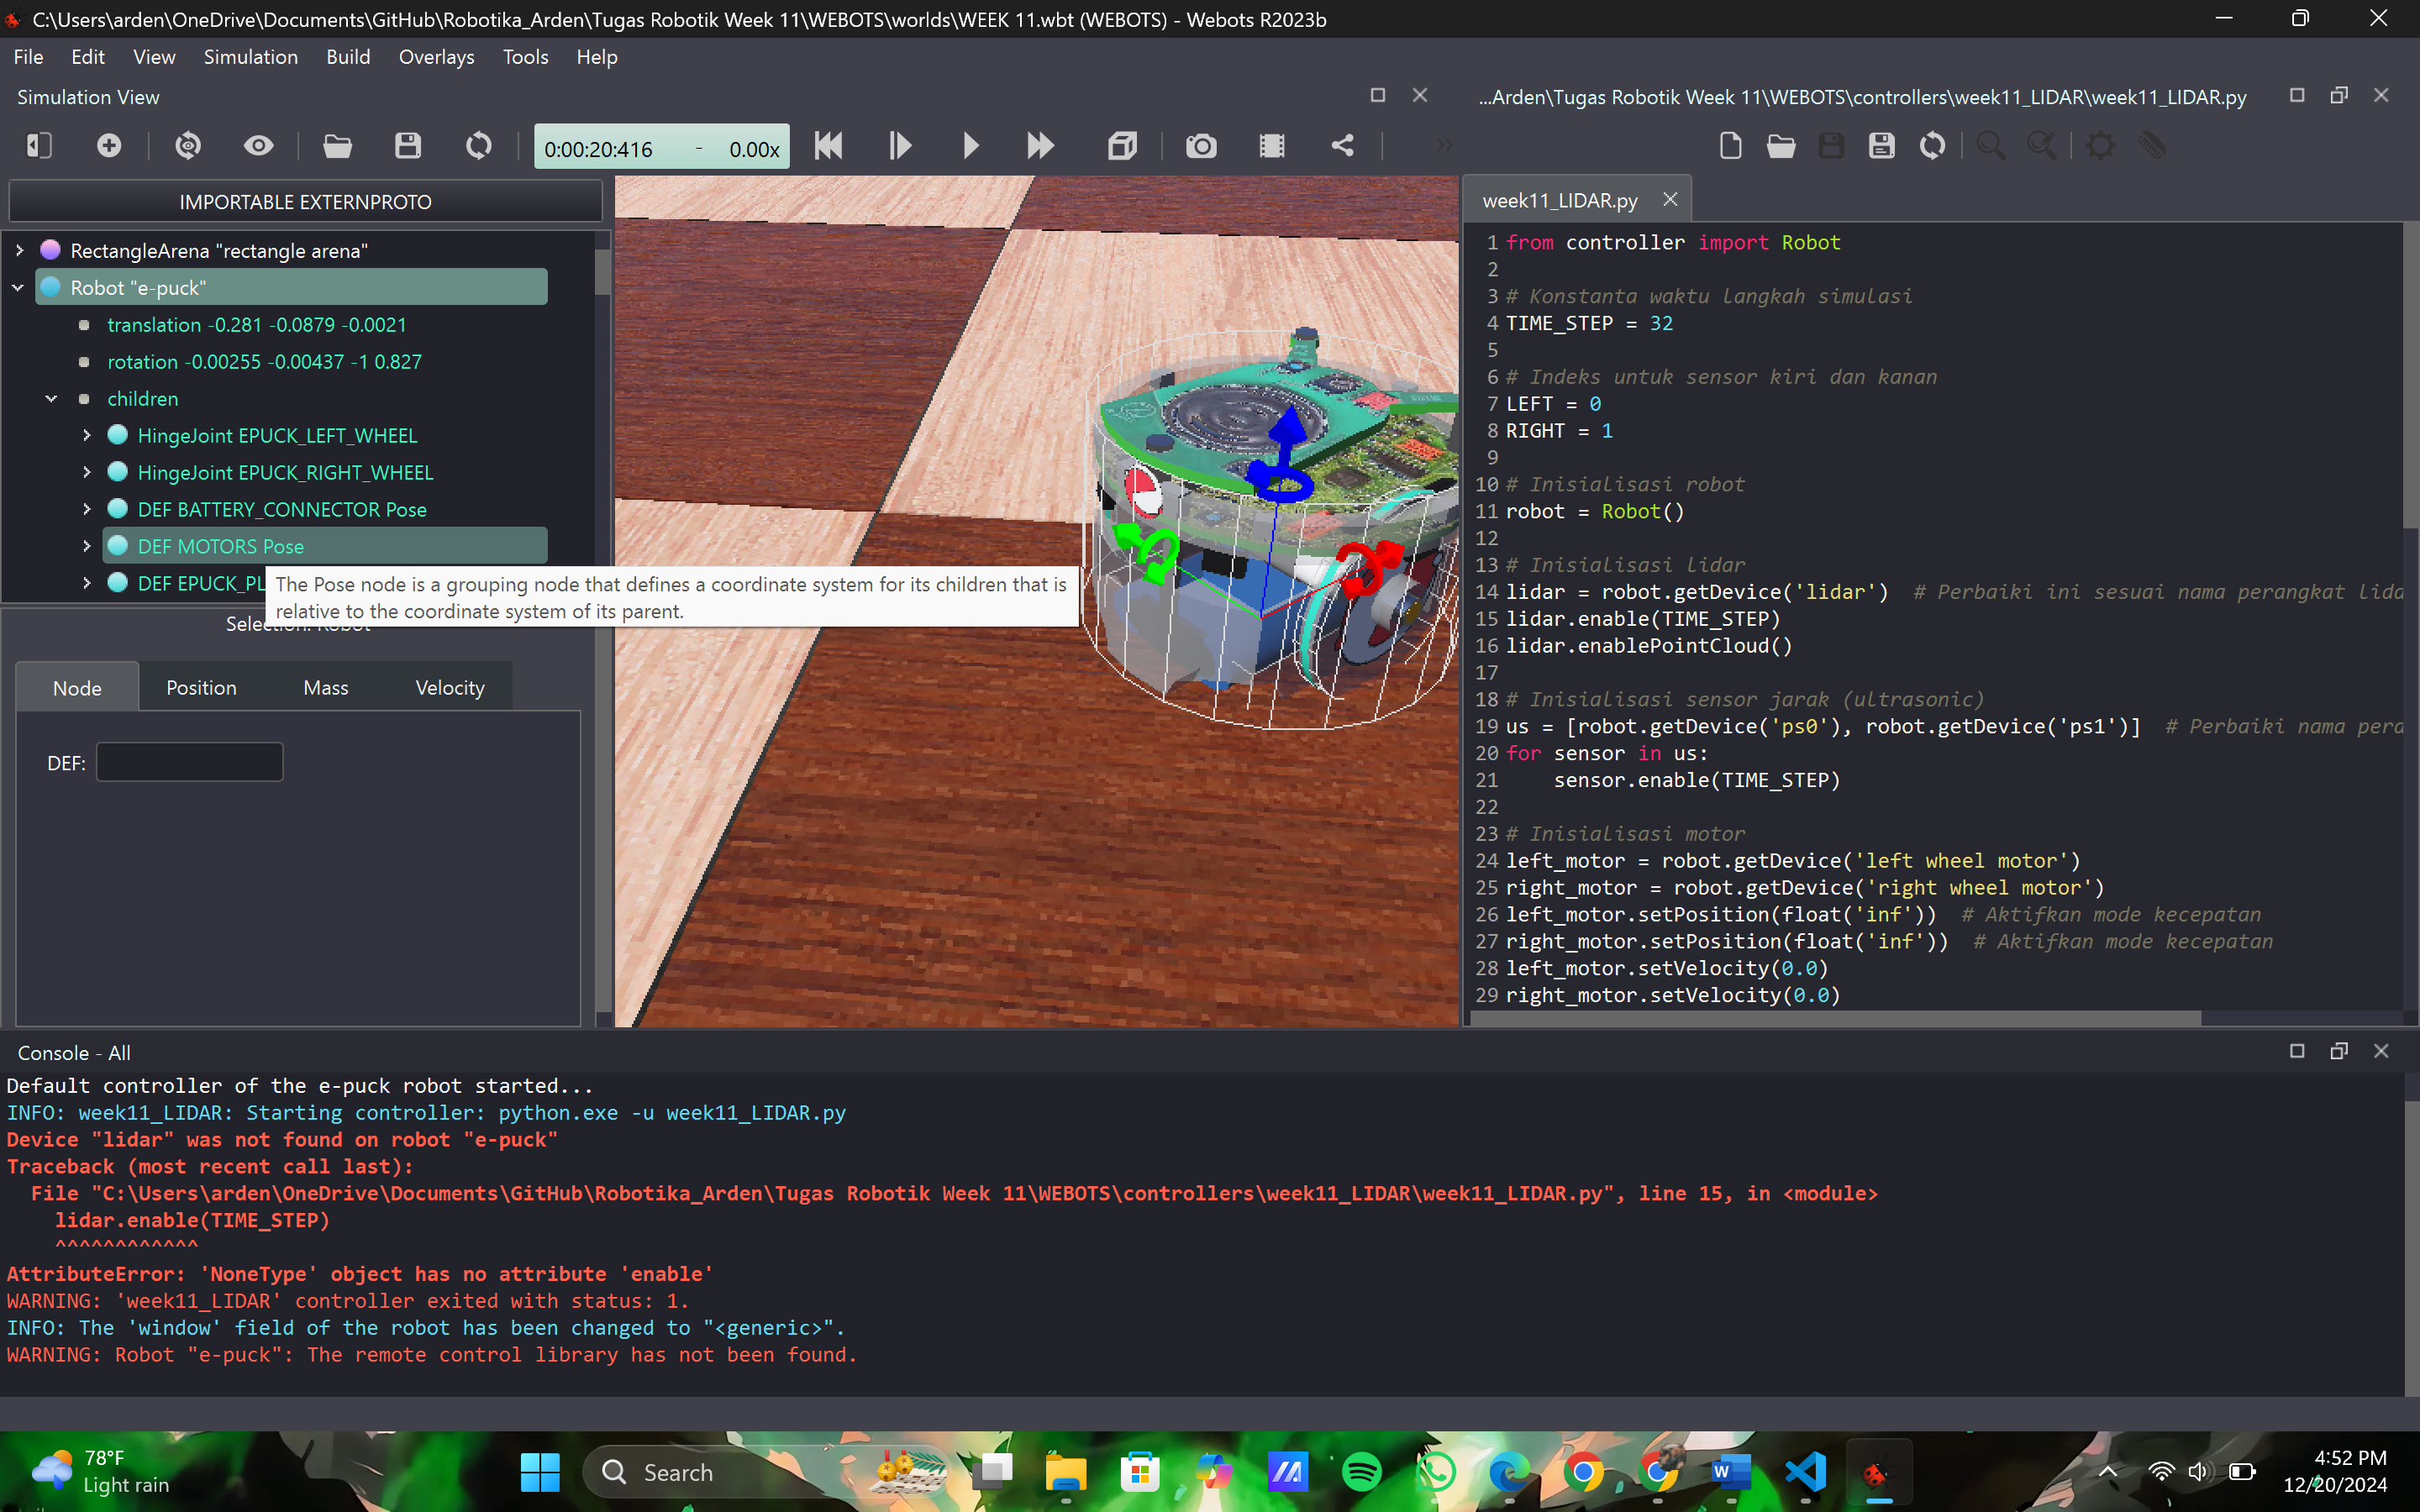 C:\Users\arden\OneDrive\Documents\GitHub\Robotika_Arden\Tugas Robotik Week 11\WEBOTS\worlds\WEEK 11.wbt (WEBOTS) - Webots R2023b
File Edit View Simulation Build Overlays Tools Help
Simulation View
...Arden\Tugas Robotik Week 11\WEBOTS\controllers\week11_LIDAR\week11_LIDAR.py
0:00:20:416 - 0.00x
IMPORTABLE EXTERNPROTO
RectangleArena "rectangle arena"
Robot "e-puck"
translation -0.281 -0.0879 -0.0021
rotation -0.00255 -0.00437 -1 0.827
children
HingeJoint EPUCK_LEFT_WHEEL
HingeJoint EPUCK_RIGHT_WHEEL
DEF BATTERY_CONNECTOR Pose
DEF MOTORS Pose
DEF EPUCK_PL
The Pose node is a grouping node that defines a coordinate system for its children that is
relative to the coordinate system of its parent.
Selection: Robot
Node Position Mass Velocity
DEF:
week11_LIDAR.py
1 from controller import Robot
2
3 # Konstanta waktu langkah simulasi
4 TIME_STEP = 32
5
6 # Indeks untuk sensor kiri dan kanan
7 LEFT = 0
8 RIGHT = 1
9
10 # Inisialisasi robot
11 robot = Robot()
12
13 # Inisialisasi lidar
14 lidar = robot.getDevice('lidar')  # Perbaiki ini sesuai nama perangkat lida
15 lidar.enable(TIME_STEP)
16 lidar.enablePointCloud()
17
18 # Inisialisasi sensor jarak (ultrasonic)
19 us = [robot.getDevice('ps0'), robot.getDevice('ps1')]  # Perbaiki nama pera
20 for sensor in us:
21     sensor.enable(TIME_STEP)
22
23 # Inisialisasi motor
24 left_motor = robot.getDevice('left wheel motor')
25 right_motor = robot.getDevice('right wheel motor')
26 left_motor.setPosition(float('inf'))  # Aktifkan mode kecepatan
27 right_motor.setPosition(float('inf'))  # Aktifkan mode kecepatan
28 left_motor.setVelocity(0.0)
29 right_motor.setVelocity(0.0)
Console - All
Default controller of the e-puck robot started...
INFO: week11_LIDAR: Starting controller: python.exe -u week11_LIDAR.py
Device "lidar" was not found on robot "e-puck"
Traceback (most recent call last):
  File "C:\Users\arden\OneDrive\Documents\GitHub\Robotika_Arden\Tugas Robotik Week 11\WEBOTS\controllers\week11_LIDAR\week11_LIDAR.py", line 15, in <module>
    lidar.enable(TIME_STEP)
    ^^^^^^^^^^^^
AttributeError: 'NoneType' object has no attribute 'enable'
WARNING: 'week11_LIDAR' controller exited with status: 1.
INFO: The 'window' field of the robot has been changed to "<generic>".
WARNING: Robot "e-puck": The remote control library has not been found.
78°F
Light rain
Search
4:52 PM
12/20/2024